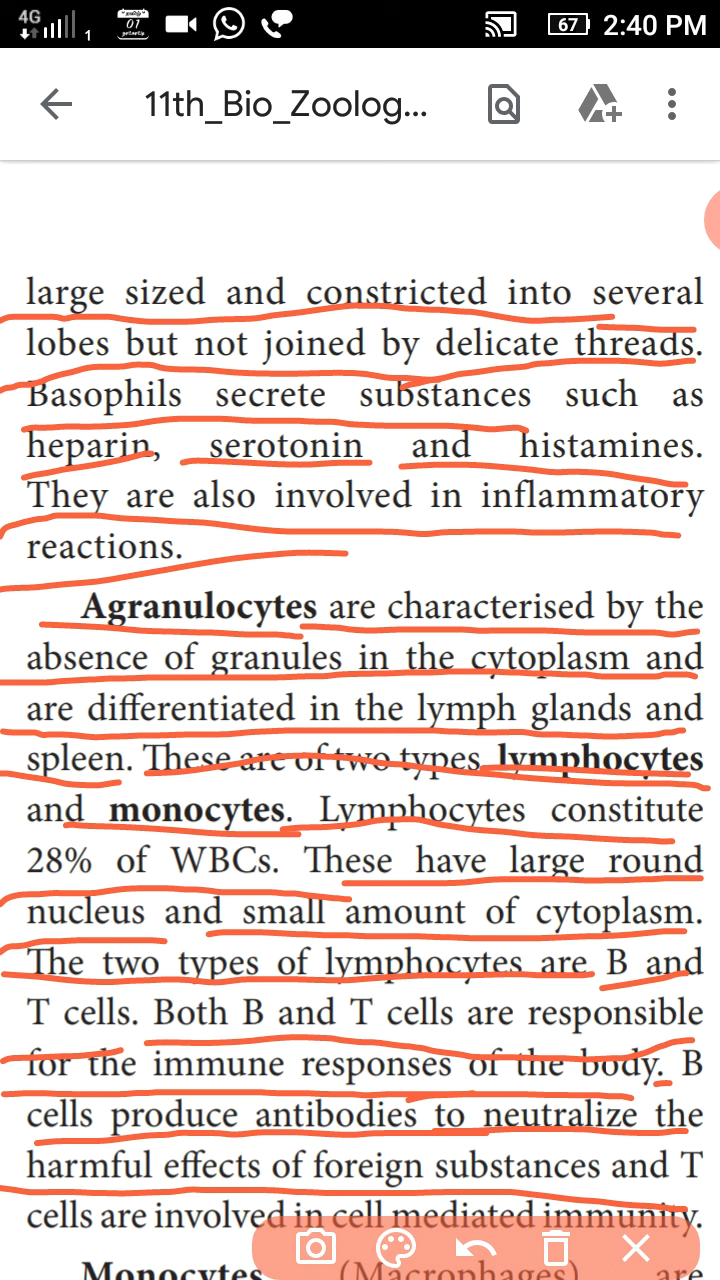 4G
1
01
67
2:40 PM
11th_Bio_Zoolog...
large sized and constricted into several
lobes but not joined by delicate threads.
Basophils secrete substances such as
heparin, serotonin and histamines.
They are also involved in inflammatory
reactions.
Agranulocytes are characterised by the
absence of granules in the cytoplasm and
are differentiated in the lymph glands and
spleen. These are of two types, lymphocytes
and monocytes. Lymphocytes constitute
28% of WBCs. These have large round
nucleus and small amount of cytoplasm.
The two types of lymphocytes are B and
T cells. Both B and T cells are responsible
for the immune responses of the body. B
cells produce antibodies to neutralize the
harmful effects of foreign substances and T
cells are involved in cell mediated immunity.
Monocytes (Macrophages) are